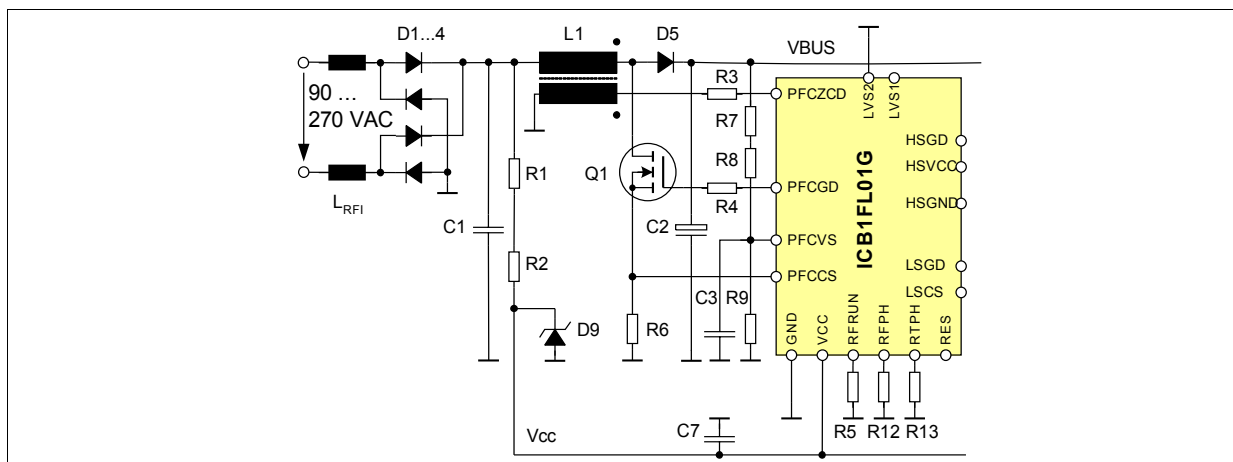 D1...4
L1
D5
VBUS
90 ...
270 VAC
L_RFI
R3
PFCZCD
LVS2
LVS1
R7
R8
HSGD
HSVCC
HSGND
R1
Q1
R4
PFCGD
ICB1FL01G
C1
C2
PFCVS
R2
PFCCS
LSGD
LSCS
C3
R9
D9
R6
GND
VCC
RFRUN
RFPH
RTPH
RES
R5
R12
R13
Vcc
C7